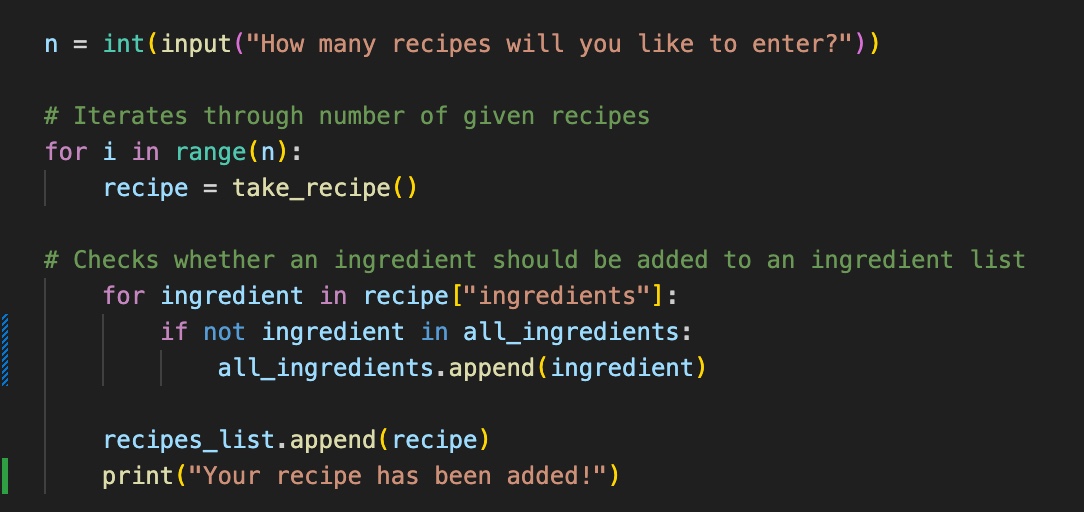 n = int(input("How many recipes will you like to enter?"))
# Iterates through number of given recipes
for i in range(n):
    recipe = take_recipe()
# Checks whether an ingredient should be added to an ingredient list
    for ingredient in recipe["ingredients"]:
        if not ingredient in all_ingredients:
            all_ingredients.append(ingredient)
    recipes_list.append(recipe)
    print("Your recipe has been added!")